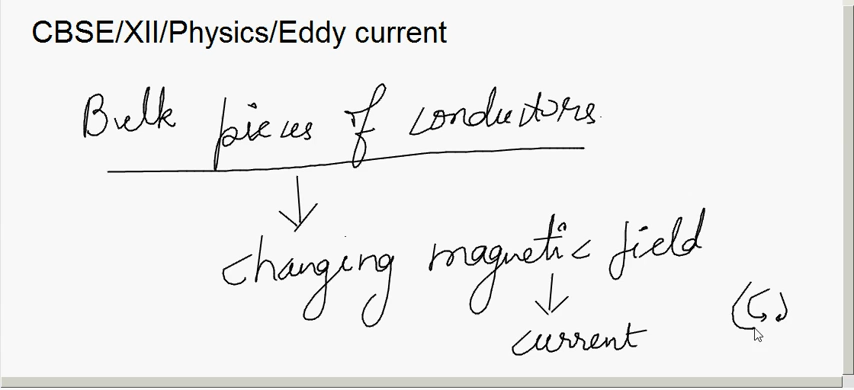 CBSE/XII/Physics/Eddy current
Bulk pieces of conductors
changing magnetic field
current